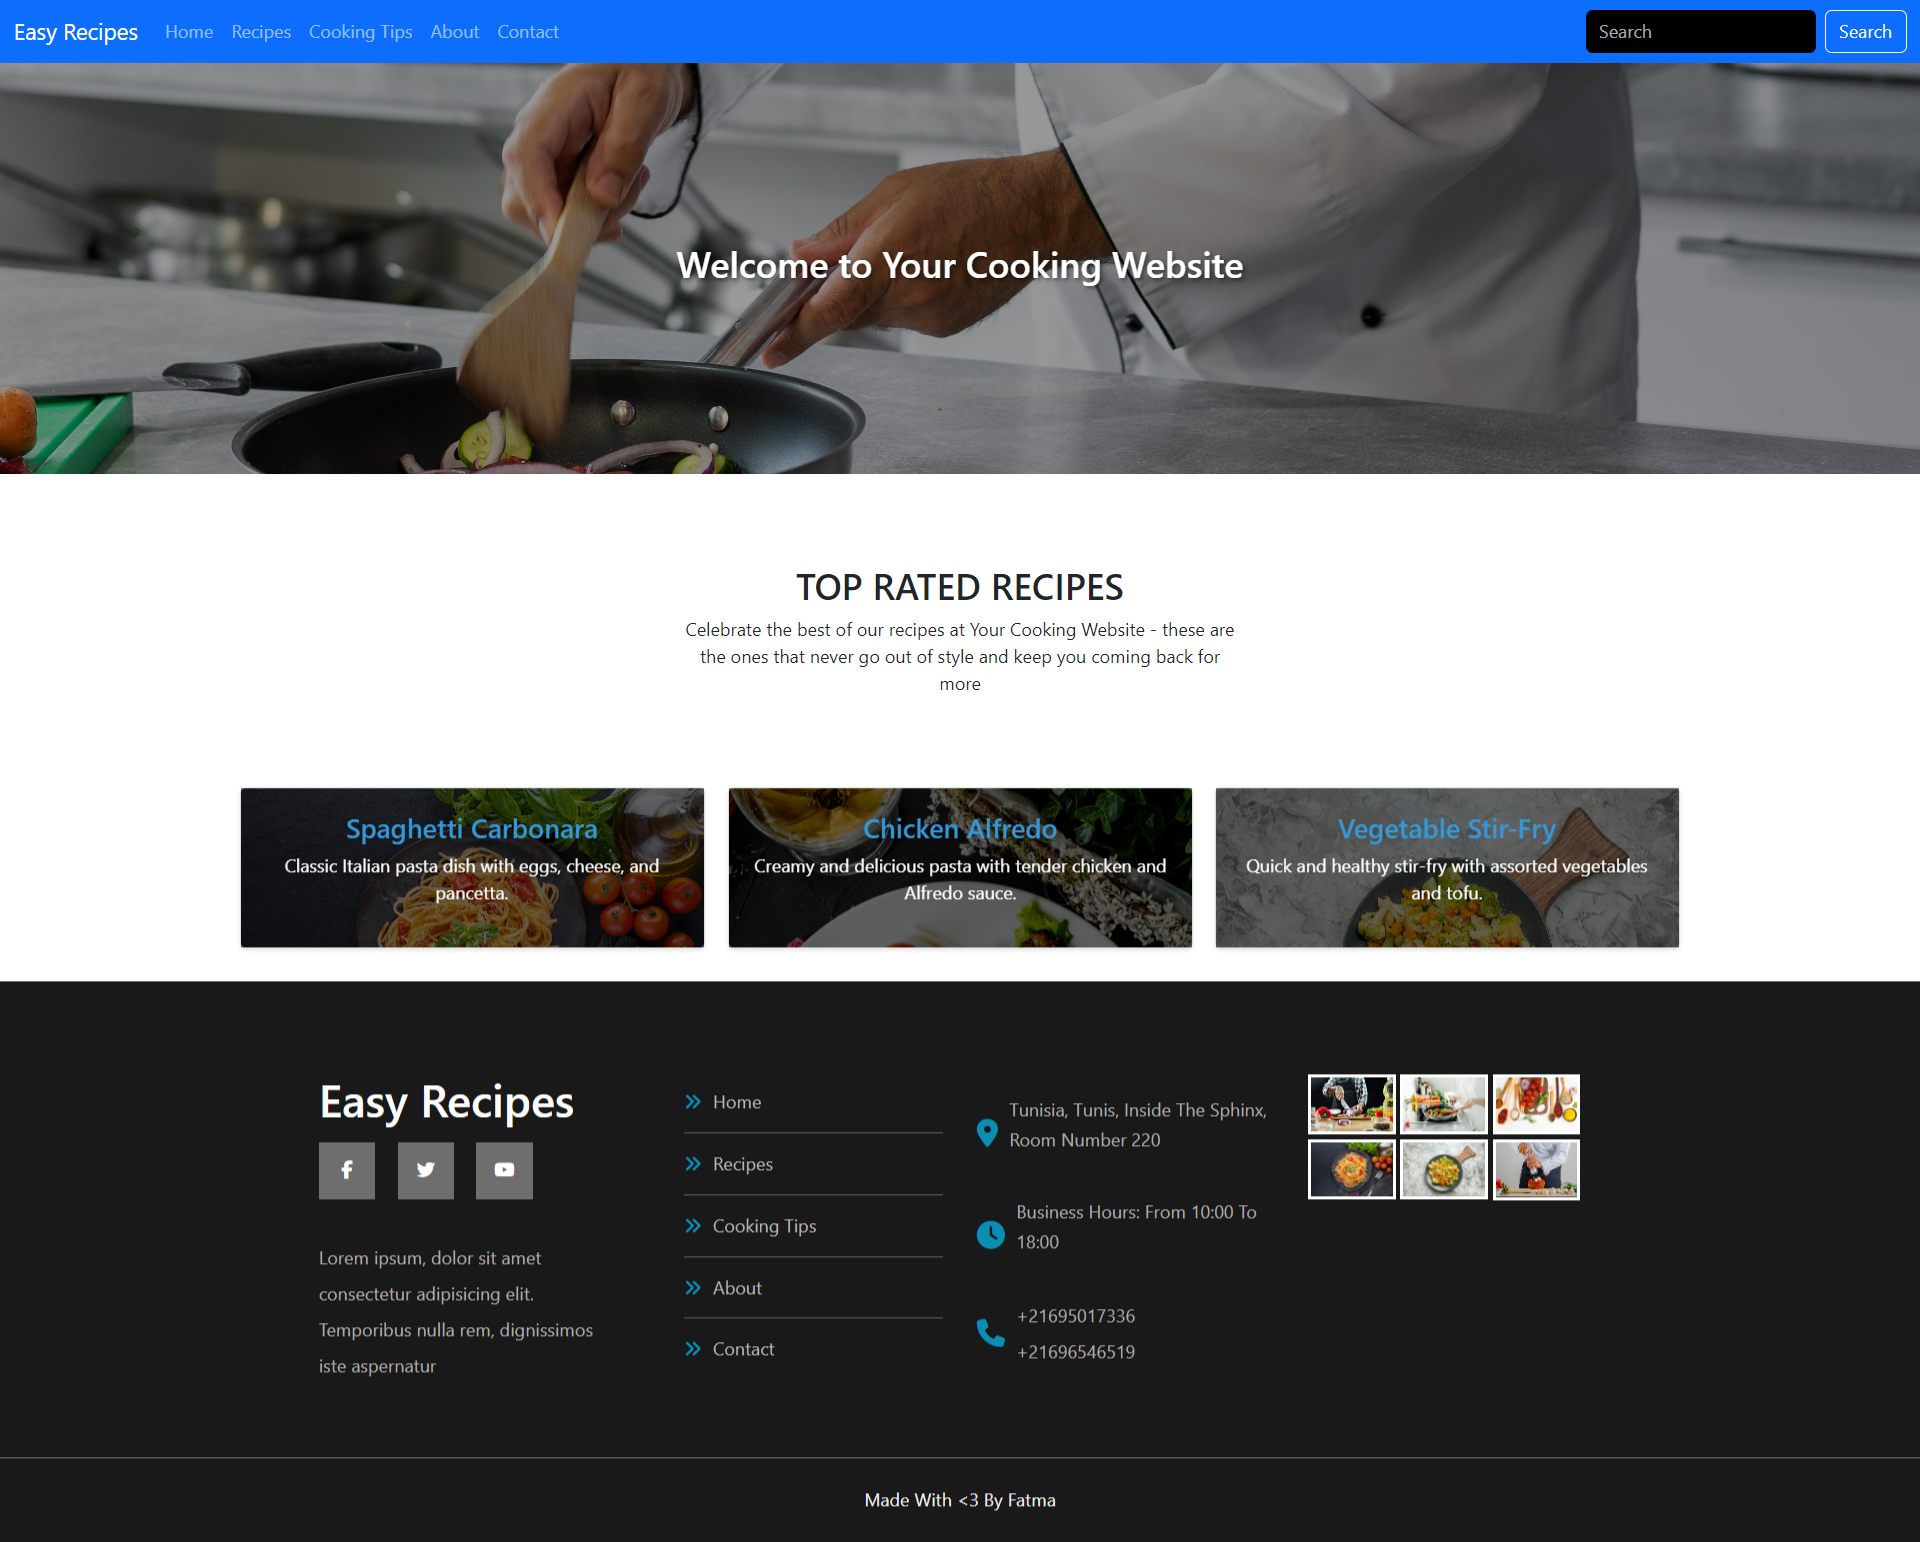 Easy Recipes Home Recipes Cooking Tips About Contact Search Search
Welcome to Your Cooking Website
TOP RATED RECIPES
Celebrate the best of our recipes at Your Cooking Website - these are
the ones that never go out of style and keep you coming back for
more
Spaghetti Carbonara
Classic Italian pasta dish with eggs, cheese, and
pancetta.
Chicken Alfredo
Creamy and delicious pasta with tender chicken and
Alfredo sauce.
Vegetable Stir-Fry
Quick and healthy stir-fry with assorted vegetables
and tofu.
Easy Recipes
Lorem ipsum, dolor sit amet
consectetur adipisicing elit.
Temporibus nulla rem, dignissimos
iste aspernatur
Home
Recipes
Cooking Tips
About
Contact
Tunisia, Tunis, Inside The Sphinx,
Room Number 220
Business Hours: From 10:00 To
18:00
+21695017336
+21696546519
Made With <3 By Fatma